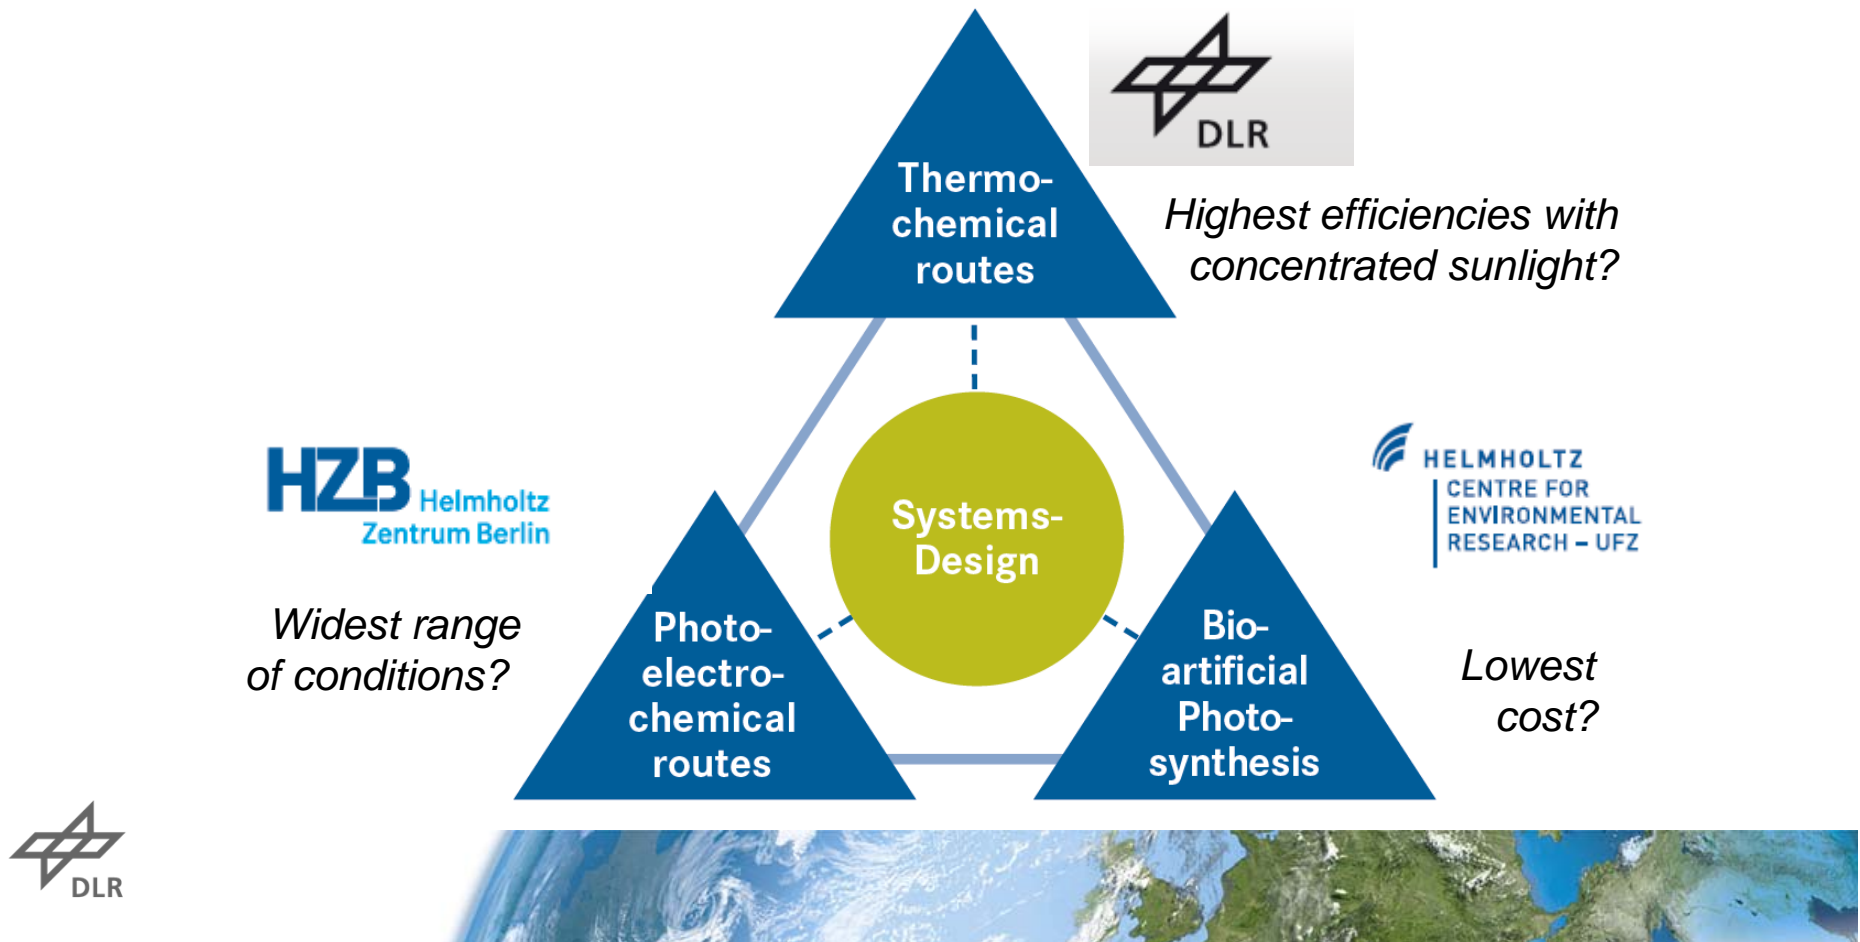 DLR
Thermo-
chemical
routes
Highest efficiencies with
concentrated sunlight?
HZB Helmholtz
Zentrum Berlin
HELMHOLTZ
CENTRE FOR
ENVIRONMENTAL
RESEARCH – UFZ
Systems-
Design
Widest range
of conditions?
Photo-
electro-
chemical
routes
Bio-
artificial
Photo-
synthesis
Lowest
cost?
DLR